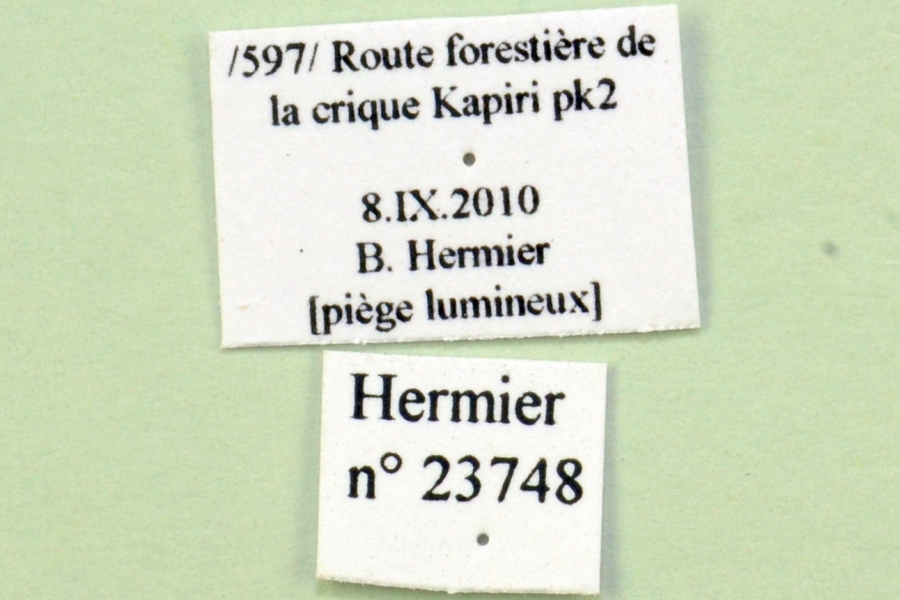 /597/ Route forestière de
la crique Kapiri pk2
8.IX.2010
B. Hermier
[piège lumineux]
Hermier
n° 23748